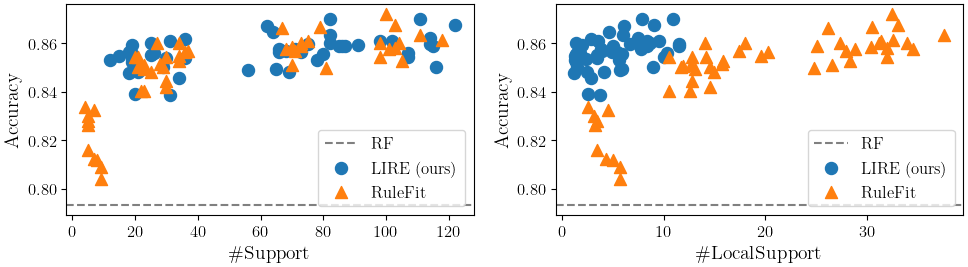 Accuracy
0.86
0.84
0.82
0.80
0 20 40 60 80 100 120
#Support
RF
LIRE (ours)
RuleFit
Accuracy
0.86
0.84
0.82
0.80
0 10 20 30
#LocalSupport
RF
LIRE (ours)
RuleFit